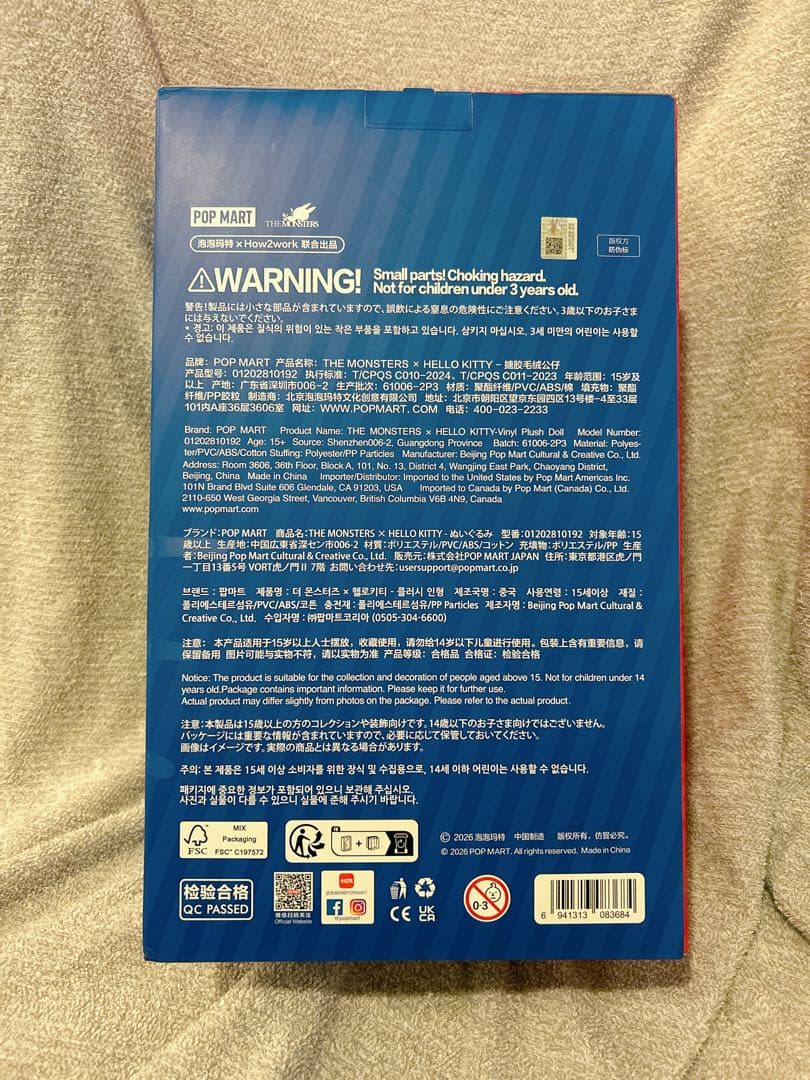 POP MART
THE MONSTERS
泡泡玛特×How2work 联合出品
版权方
防伪标
WARNING!
Small parts! Choking hazard.
Not for children under 3 years old.
警告!製品には小さな部品が含まれていますので、誤飲による窒息の危険性にご注意ください。3歳以下のお子さま
には与えないでください。
* 경고: 이 제품은 질식의 위험이 있는 작은 부품을 포함하고 있습니다. 삼키지 마십시오. 3세 미만의 어린이는 사용할
수 없습니다.
品牌: POP MART 产品名称: THE MONSTERS × HELLO KITTY – 搪胶毛绒公仔
产品型号: 01202810192 执行标准: T/CPQS C010-2024、T/CPQS C011-2023 年龄范围: 15岁及
以上 产地: 广东省深圳市006-2 生产批次: 61006-2P3 材质: 聚酯纤维/PVC/ABS/棉 填充物: 聚酯
纤维/PP胶粒 制造商: 北京泡泡玛特文化创意有限公司 地址: 北京市朝阳区望京东园四区13号楼-4至33层
101内A座36层3606室 网址: WWW.POPMART. COM 电话: 400-023-2233
Brand: POP MART Product Name: THE MONSTERS × HELLO KITTY-Vinyl Plush Doll Model Number:
01202810192 Age: 15+ Source: Shenzhen006-2, Guangdong Province Batch: 61006-2P3 Material: Polyes-
ter/PVC/ABS/Cotton Stuffing: Polyester/PP Particles Manufacturer: Beijing Pop Mart Cultural & Creative Co., Ltd.
Address: Room 3606, 36th Floor, Block A, 101, No. 13, District 4, Wangjing East Park, Chaoyang District,
Beijing, China Made in China Importer/Distributor: Imported to the United States by Pop Mart Americas Inc.
101N Brand Blvd Suite 606 Glendale, CA 91203, USA Imported to Canada by Pop Mart (Canada) Co., Ltd.
2110-650 West Georgia Street, Vancouver, British Columbia V6B 4N9, Canada
www.popmart.com
ブランド:POP MART 商品名:THE MONSTERS × HELLO KITTY - ぬいぐるみ 型番:01202810192 対象年齢:15
歳以上 生産地:中国広東省深セン市006-2 材質:ポリエステル/PVC/ABS/コットン 充填物:ポリエステル/PP 生産
者:Beijing Pop Mart Cultural & Creative Co., Ltd. 販売元:株式会社POP MART JAPAN 住所:東京都港区虎ノ門
一丁目13番5号 VORT虎ノ門Ⅱ 7階 お問い合わせ先:usersupport@popmart.co.jp
브랜드 : 팝마트 제품명 : 더 몬스터즈 × 헬로키티 - 플러시 인형 제조국명 : 중국 사용연령 : 15세이상 재질 :
폴리에스테르섬유/PVC/ABS/코튼 충전재 : 폴리에스테르섬유/PP Particles 제조자명 : Beijing Pop Mart Cultural &
Creative Co., Ltd. 수입자명 : ㈜팝마트코리아 (0505-304-6600)
注意: 本产品适用于15岁以上人士摆放,收藏使用,请勿给14岁以下儿童进行使用。包装上含有重要信息,请
保留备用 图片可能与实物不符,请以实物为准 产品等级: 合格品 合格证: 检验合格
Notice: The product is suitable for the collection and decoration of people aged above 15. Not for children under 14
years old.Package contains important information. Please keep it for further use.
Actual product may differ slightly from photos on the package. Please refer to the actual product.
注意:本製品は15歳以上の方のコレクションや装飾向けです。14歳以下のお子さま向けではございません。
パッケージには重要な情報が含まれていますので、必要に応じて保管しておいてください。
画像はイメージです。実際の商品とは異なる場合があります。
주의: 본 제품은 15세 이상 소비자를 위한 장식 및 수집용으로, 14세 이하 어린이는 사용할 수 없습니다.
패키지에 중요한 정보가 포함되어 있으니 보관해 주십시오.
사진과 실물이 다를 수 있으니 실물에 준해 주시기 바랍니다.
FSC
MIX
Packaging
FSC™ C197572
© 2026 泡泡玛特 中国制造 版权所有,仿冒必究。
© 2026 POP MART. All rights reserved. Made in China
检验合格
QC PASSED
微信扫码关注
Official Website
小红书
@泡泡玛特POPMART
@popmart
CE
UK
CA
0-3
6 941313 083684